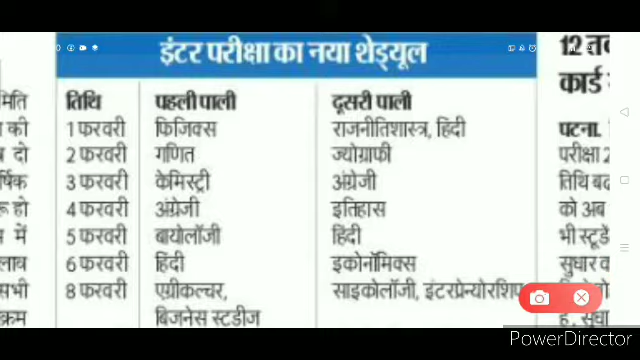 इंटर परीक्षा का नया शेड्यूल
तिथि पहली पाली दूसरी पाली
1 फरवरी फिजिक्स राजनीतिशास्त्र, हिंदी
2 फरवरी गणित ज्योग्राफी
3 फरवरी केमिस्ट्री अंग्रेजी
4 फरवरी अंग्रेजी इतिहास
5 फरवरी बायोलॉजी हिंदी
6 फरवरी हिंदी इकोनॉमिक्स
8 फरवरी एग्रीकल्चर, साइकोलॉजी, इंटरप्रेन्योरशिप
बिजनेस स्टडीज
की
दो
हो
में
12
कार्ड
पटना.
परीक्षा 2
तिथि
को अब
भी
सुधार
PowerDirector